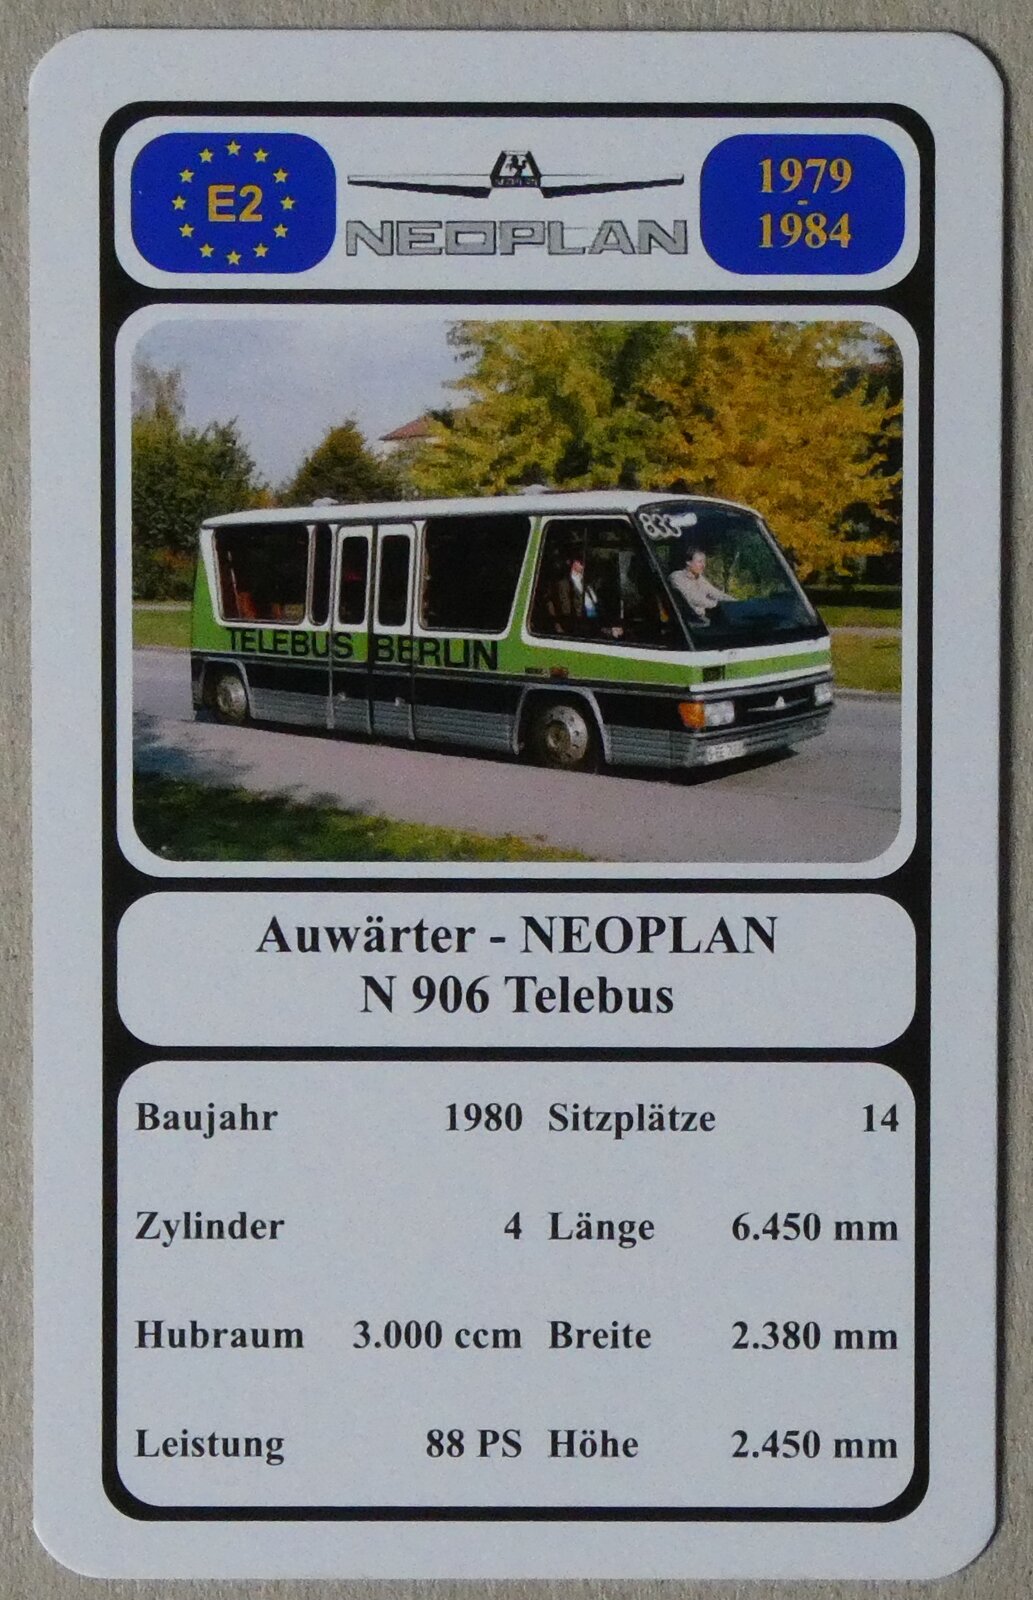 E2
NEOPLAN
1979
-
1984
833
TELEBUS BERLIN
Auwärter - NEOPLAN
N 906 Telebus
Baujahr 1980 Sitzplätze 14
Zylinder 4 Länge 6.450 mm
Hubraum 3.000 ccm Breite 2.380 mm
Leistung 88 PS Höhe 2.450 mm